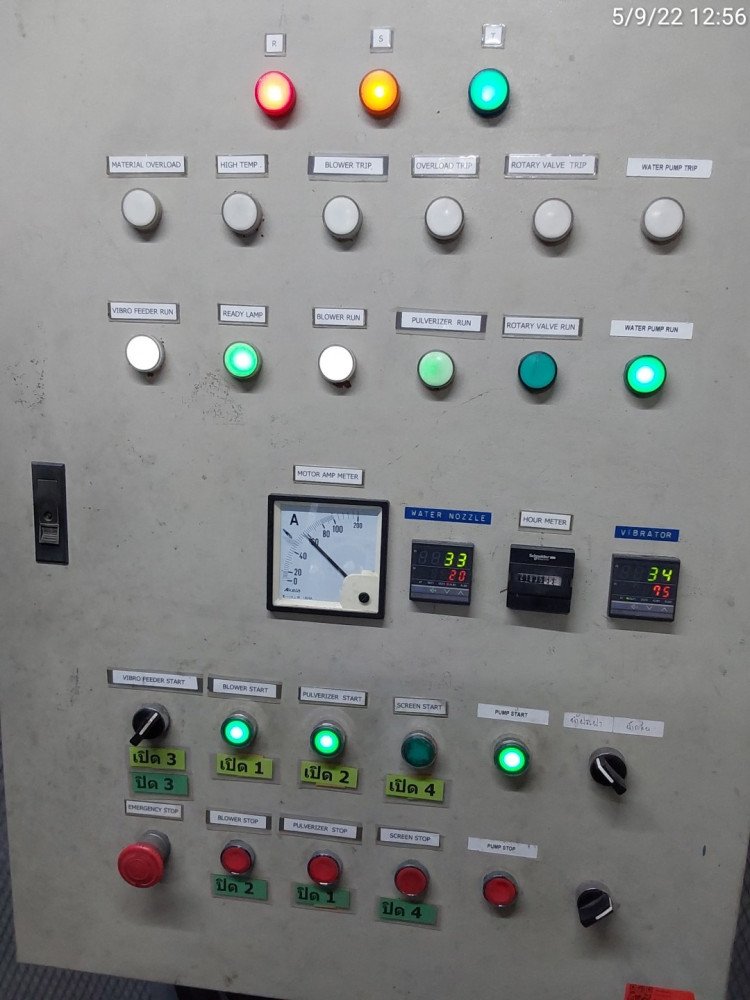 5/9/22 12:56
R
S
T
MATERIAL OVERLOAD
HIGH TEMP.
BLOWER TRIP
OVERLOAD TRIP
ROTARY VALVE TRIP
WATER PUMP TRIP
VIBRO FEEDER RUN
READY LAMP
BLOWER RUN
PULVERIZER RUN
ROTARY VALVE RUN
WATER PUMP RUN
MOTOR AMP METER
A
0
20
40
60
80
100
200
WATER NOZZLE
33
20
HOUR METER
Schneider
VIBRATOR
34
75
VIBRO FEEDER START
BLOWER START
PULVERIZER START
SCREEN START
PUMP START
เปิด 3
ปิด 3
เปิด 1
เปิด 2
เปิด 4
EMERGENCY STOP
BLOWER STOP
PULVERIZER STOP
SCREEN STOP
PUMP STOP
ปิด 2
ปิด 1
ปิด 4